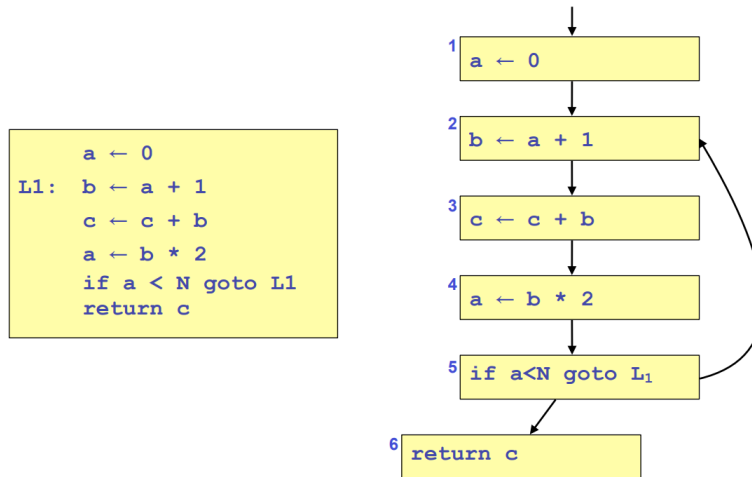 a ← 0
L1: b ← a + 1
c ← c + b
a ← b * 2
if a < N goto L1
return c
1
a ← 0
2
b ← a + 1
3
c ← c + b
4
a ← b * 2
5
if a<N goto L₁
6
return c